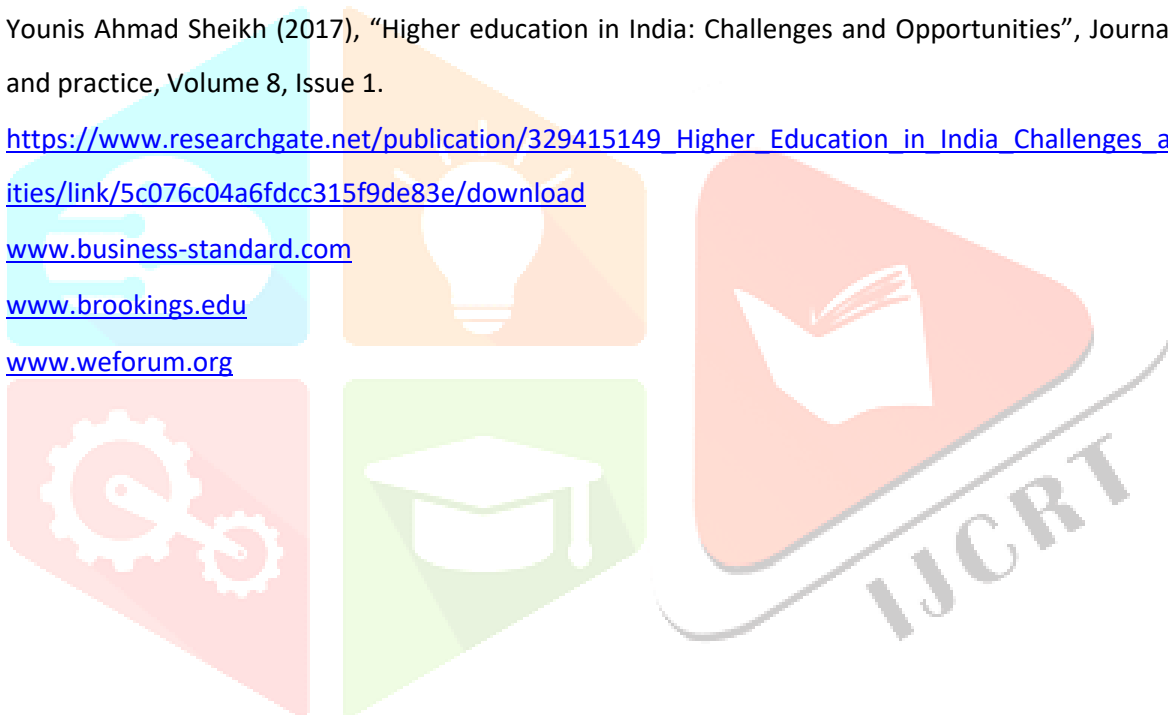 Younis Ahmad Sheikh (2017), “Higher education in India: Challenges and Opportunities”, Journa
and practice, Volume 8, Issue 1.
https://www.researchgate.net/publication/329415149_Higher_Education_in_India_Challenges_a
ities/link/5c076c04a6fdcc315f9de83e/download
www.business-standard.com
www.brookings.edu
www.weforum.org
IJCRT